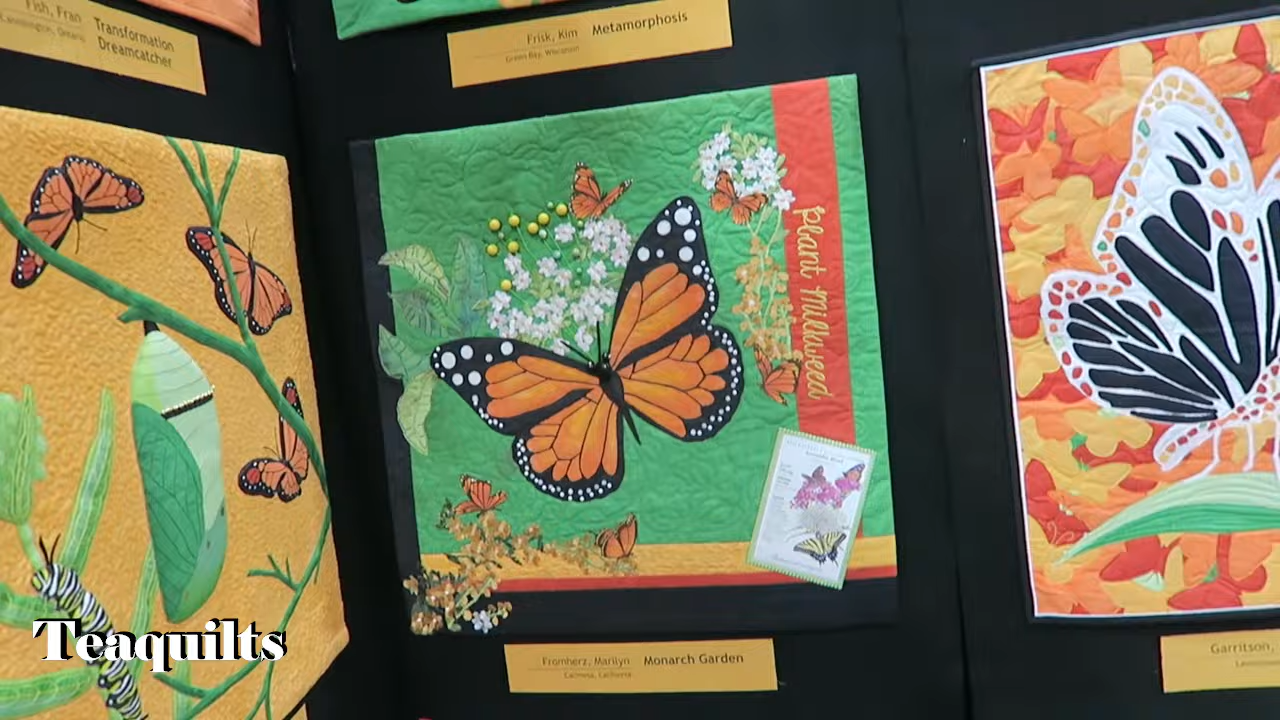 Fish, Fran Transformation
Dreamcatcher
Frisk, Kim Metamorphosis
Green Bay, Wisconsin
Plant Milkweed
Fromherz, Marilyn Monarch Garden
Garritson,
Teaquilts